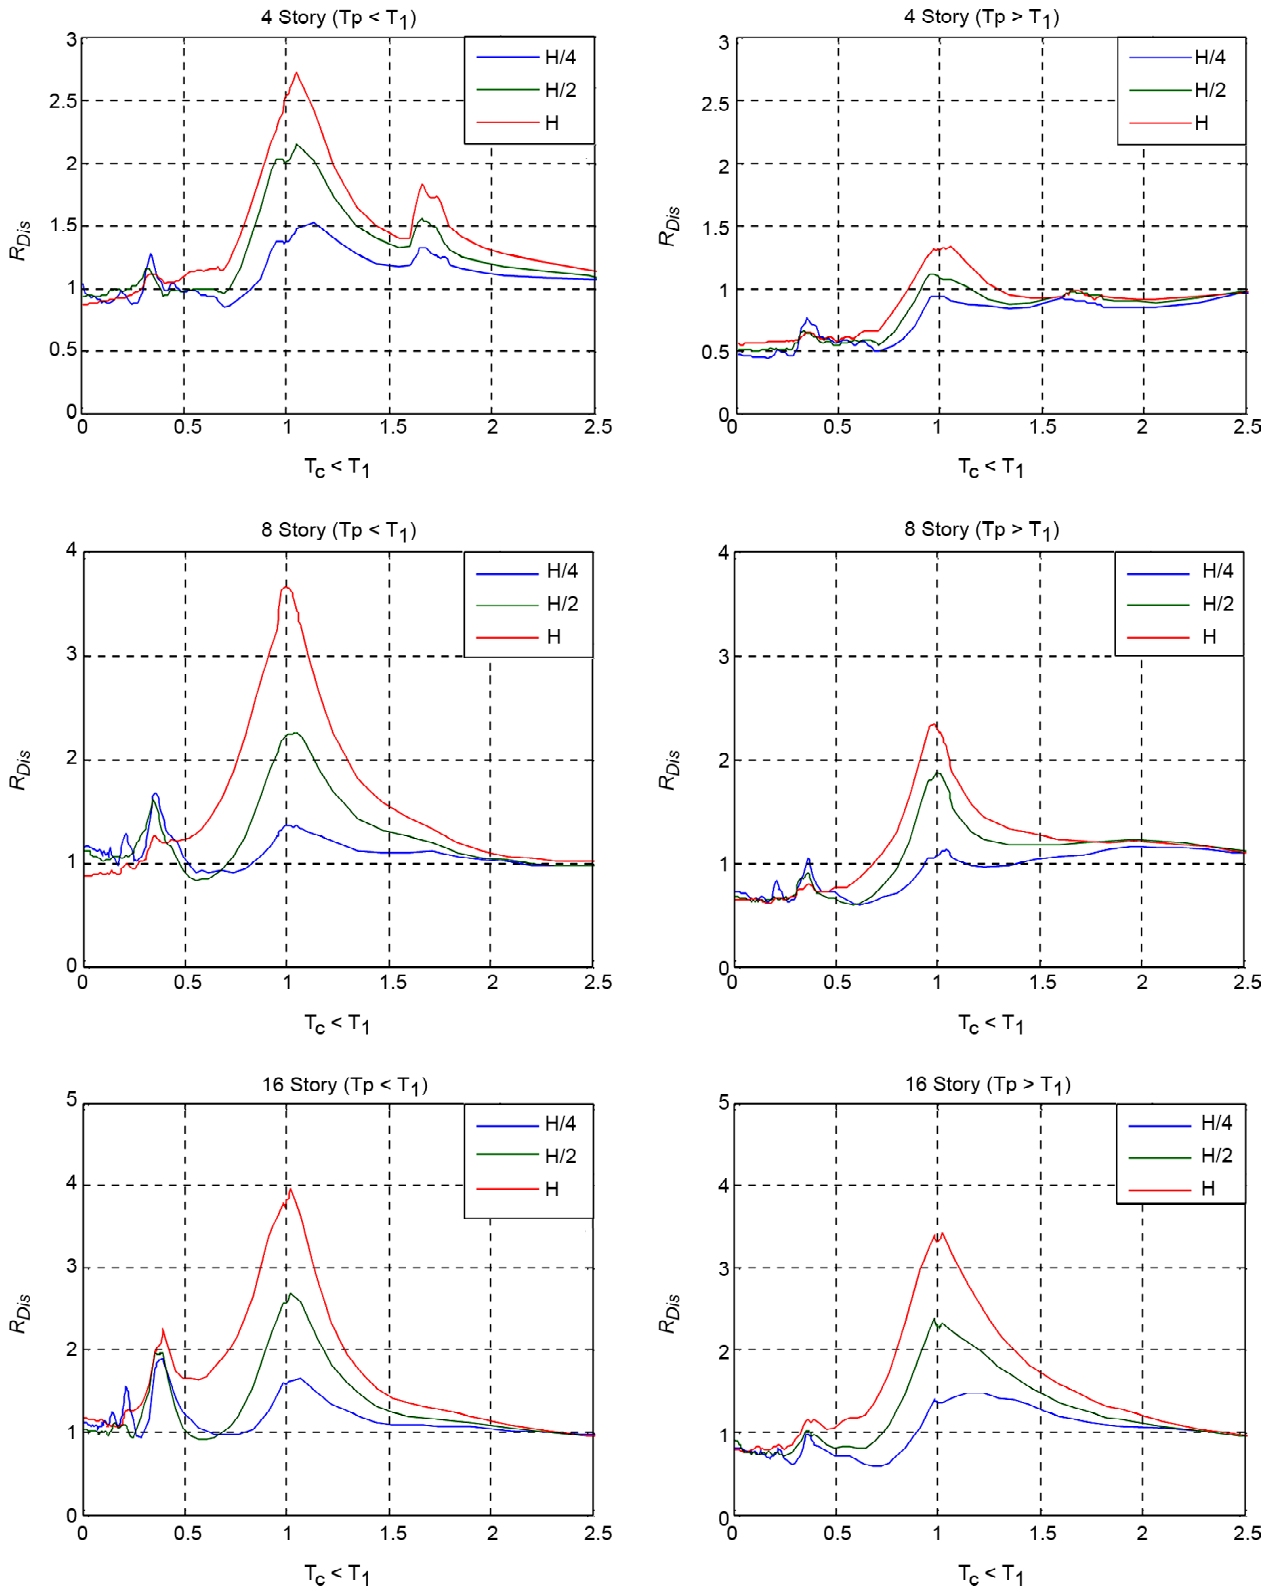 4 Story (Tp < T1)
3
2.5
2
1.5
1
0.5
0
RDis
H/4
H/2
H
0 0.5 1 1.5 2 2.5
Tc < T1
4 Story (Tp > T1)
3
2.5
2
1.5
1
0.5
0
RDis
H/4
H/2
H
0 0.5 1 1.5 2 2.5
Tc < T1
8 Story (Tp < T1)
4
3
2
1
0
RDis
H/4
H/2
H
0 0.5 1 1.5 2 2.5
Tc < T1
8 Story (Tp > T1)
4
3
2
1
0
RDis
H/4
H/2
H
0 0.5 1 1.5 2 2.5
Tc < T1
16 Story (Tp < T1)
5
4
3
2
1
0
RDis
H/4
H/2
H
0 0.5 1 1.5 2 2.5
Tc < T1
16 Story (Tp > T1)
5
4
3
2
1
0
RDis
H/4
H/2
H
0 0.5 1 1.5 2 2.5
Tc < T1